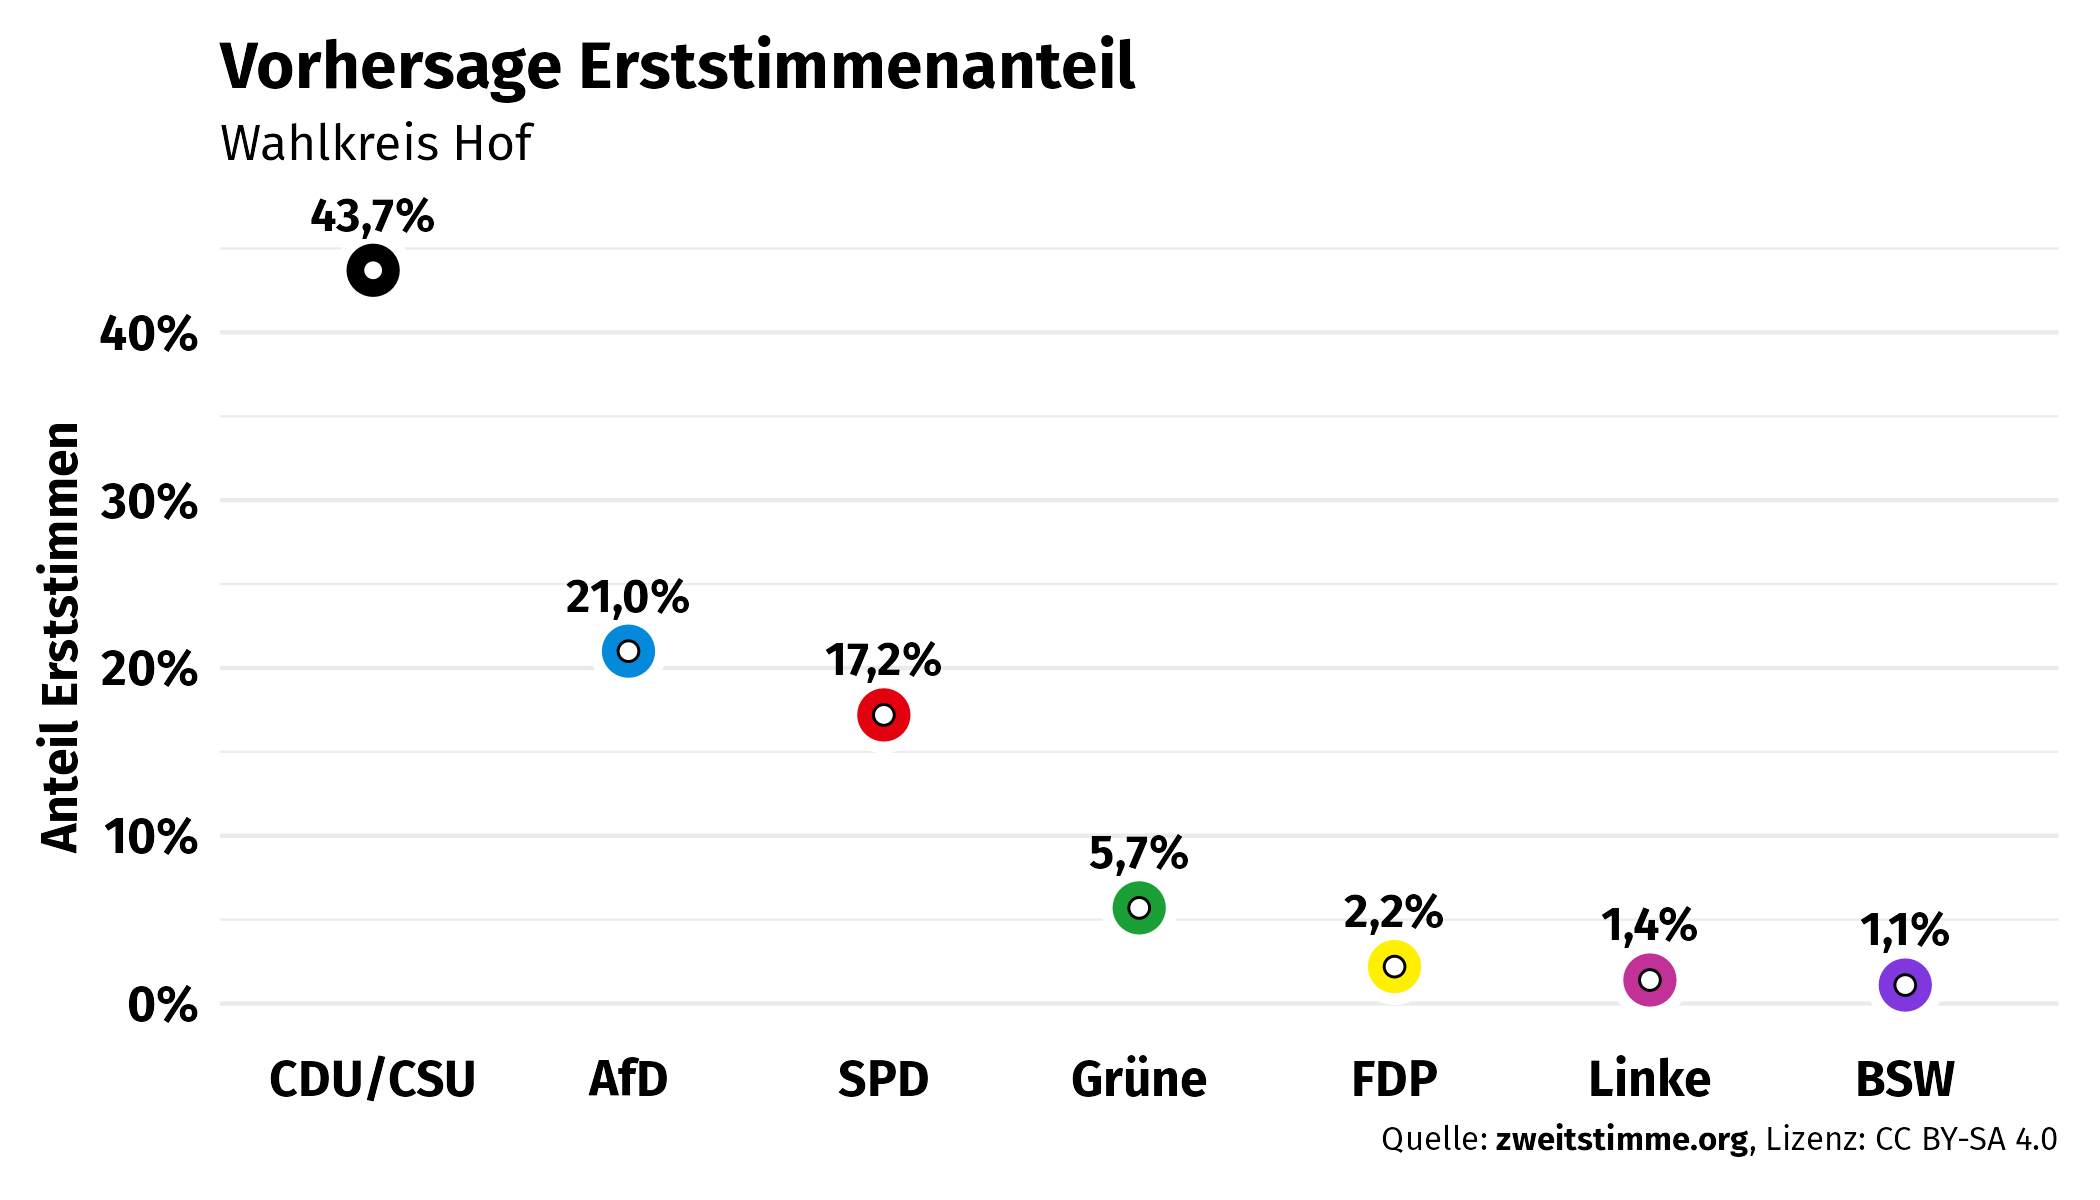 Vorhersage Erststimmenanteil
Wahlkreis Hof
43,7%
40%
30%
21,0%
20%
17,2%
10%
5,7%
2,2%
1,4%
1,1%
0%
Anteil Erststimmen
CDU/CSU AfD SPD Grüne FDP Linke BSW
Quelle: zweitstimme.org, Lizenz: CC BY-SA 4.0